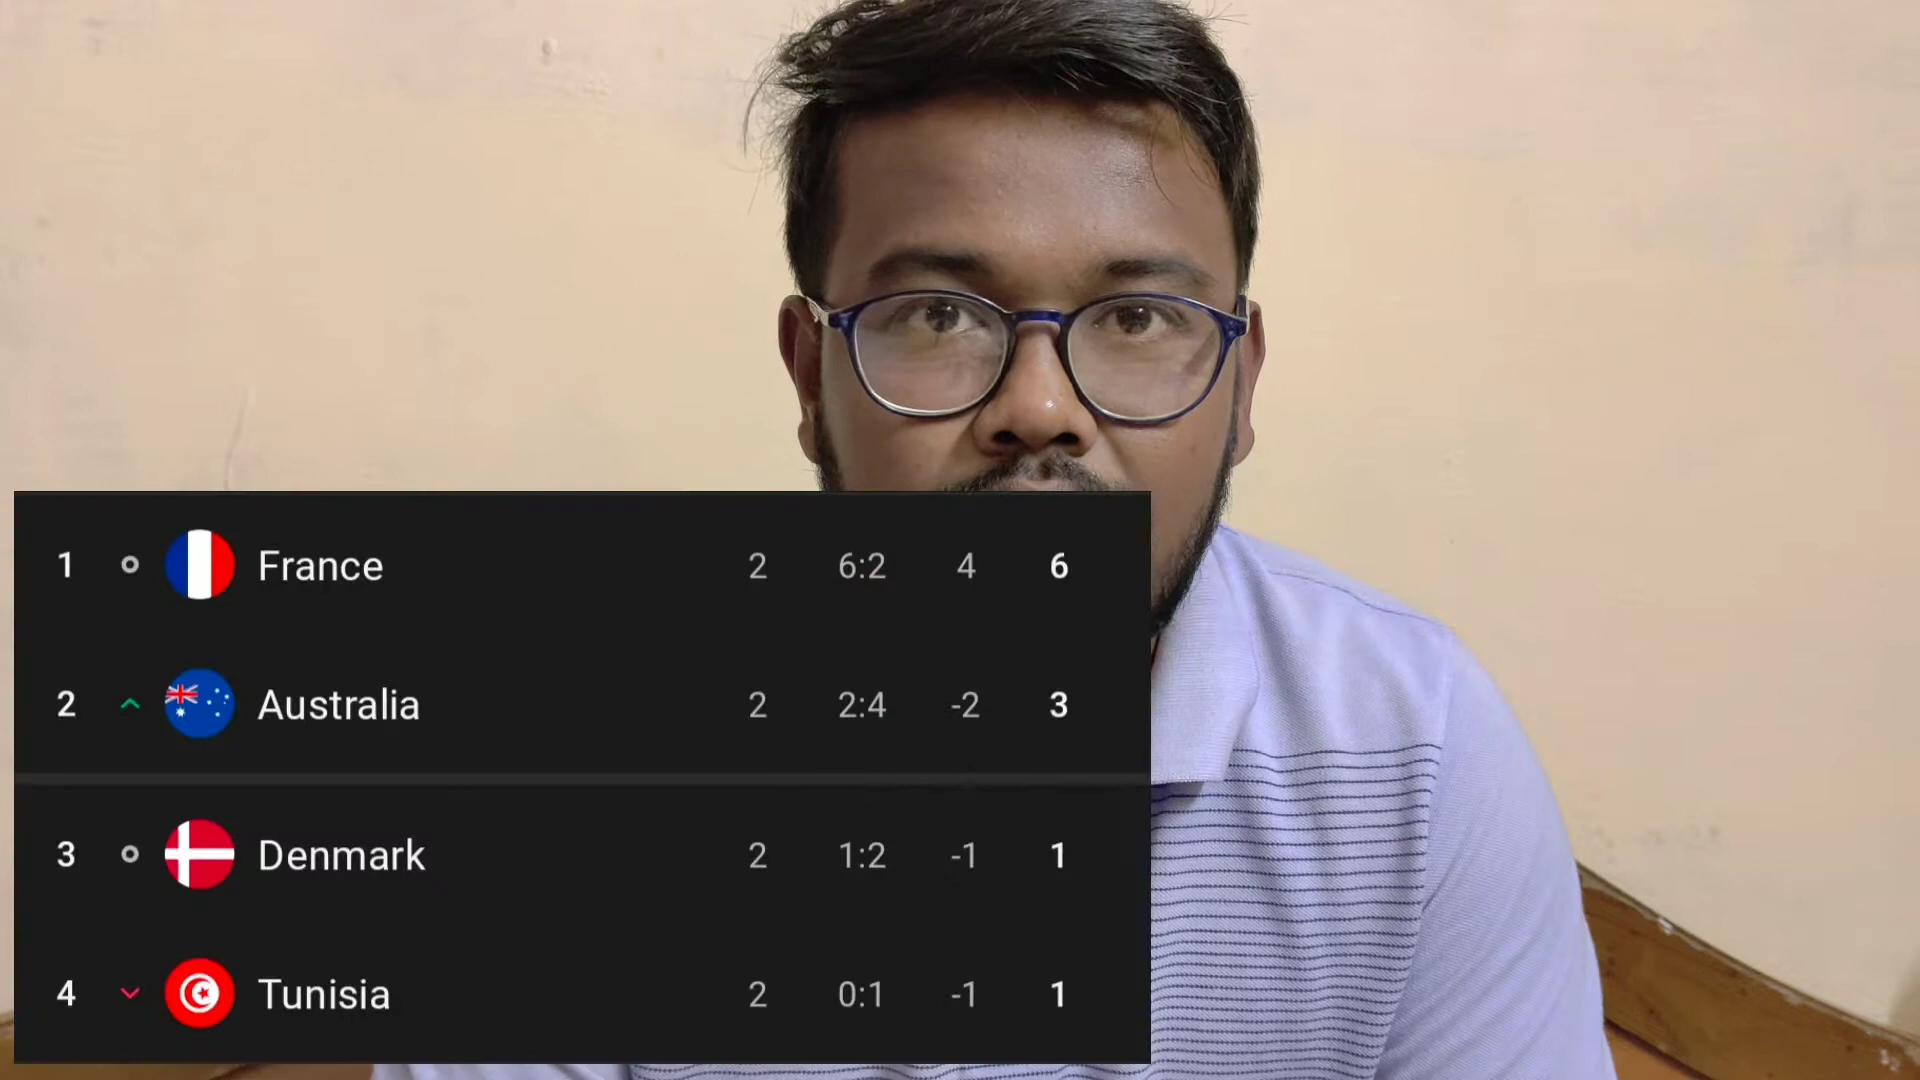 1 France 2 6:2 4 6
2 Australia 2 2:4 -2 3
3 Denmark 2 1:2 -1 1
4 Tunisia 2 0:1 -1 1